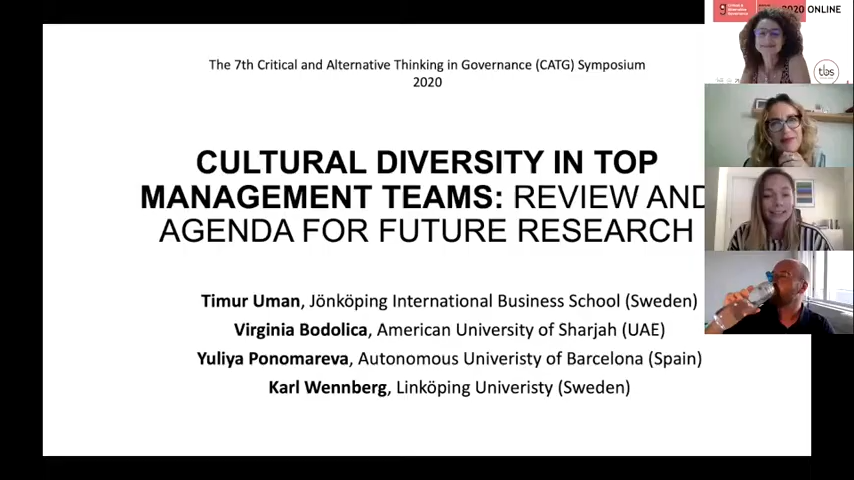 The 7th Critical and Alternative Thinking in Governance (CATG) Symposium
2020
CULTURAL DIVERSITY IN TOP
MANAGEMENT TEAMS: REVIEW AND
AGENDA FOR FUTURE RESEARCH
Timur Uman, Jönköping International Business School (Sweden)
Virginia Bodolica, American University of Sharjah (UAE)
Yuliya Ponomareva, Autonomous Univeristy of Barcelona (Spain)
Karl Wennberg, Linköping Univeristy (Sweden)
2020 ONLINE
tbs